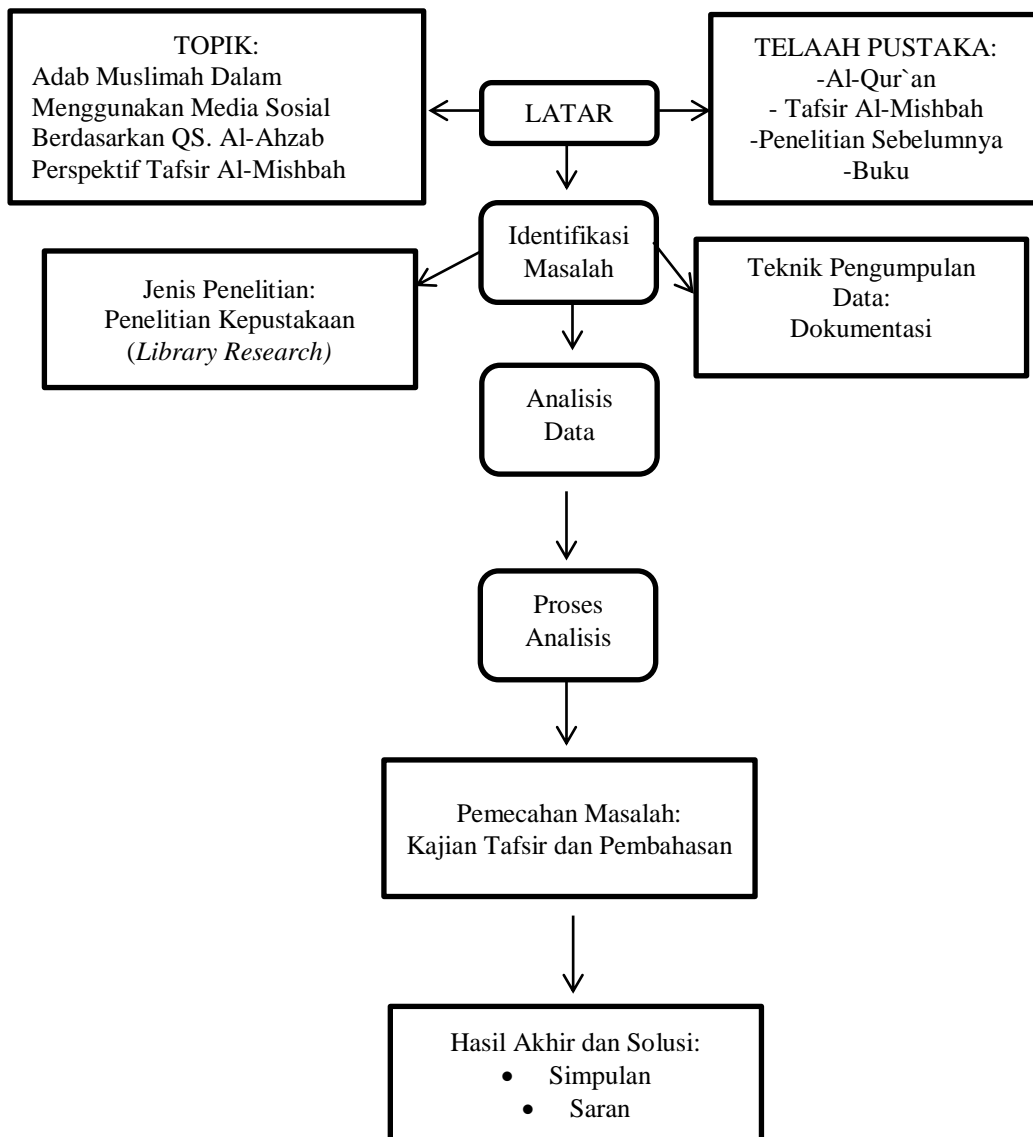 TOPIK:
Adab Muslimah Dalam
Menggunakan Media Sosial
Berdasarkan QS. Al-Ahzab
Perspektif Tafsir Al-Mishbah
LATAR
TELAAH PUSTAKA:
-Al-Qur`an
- Tafsir Al-Mishbah
-Penelitian Sebelumnya
-Buku
Identifikasi
Masalah
Jenis Penelitian:
Penelitian Kepustakaan
(Library Research)
Teknik Pengumpulan
Data:
Dokumentasi
Analisis
Data
Proses
Analisis
Pemecahan Masalah:
Kajian Tafsir dan Pembahasan
Hasil Akhir dan Solusi:
• Simpulan
• Saran